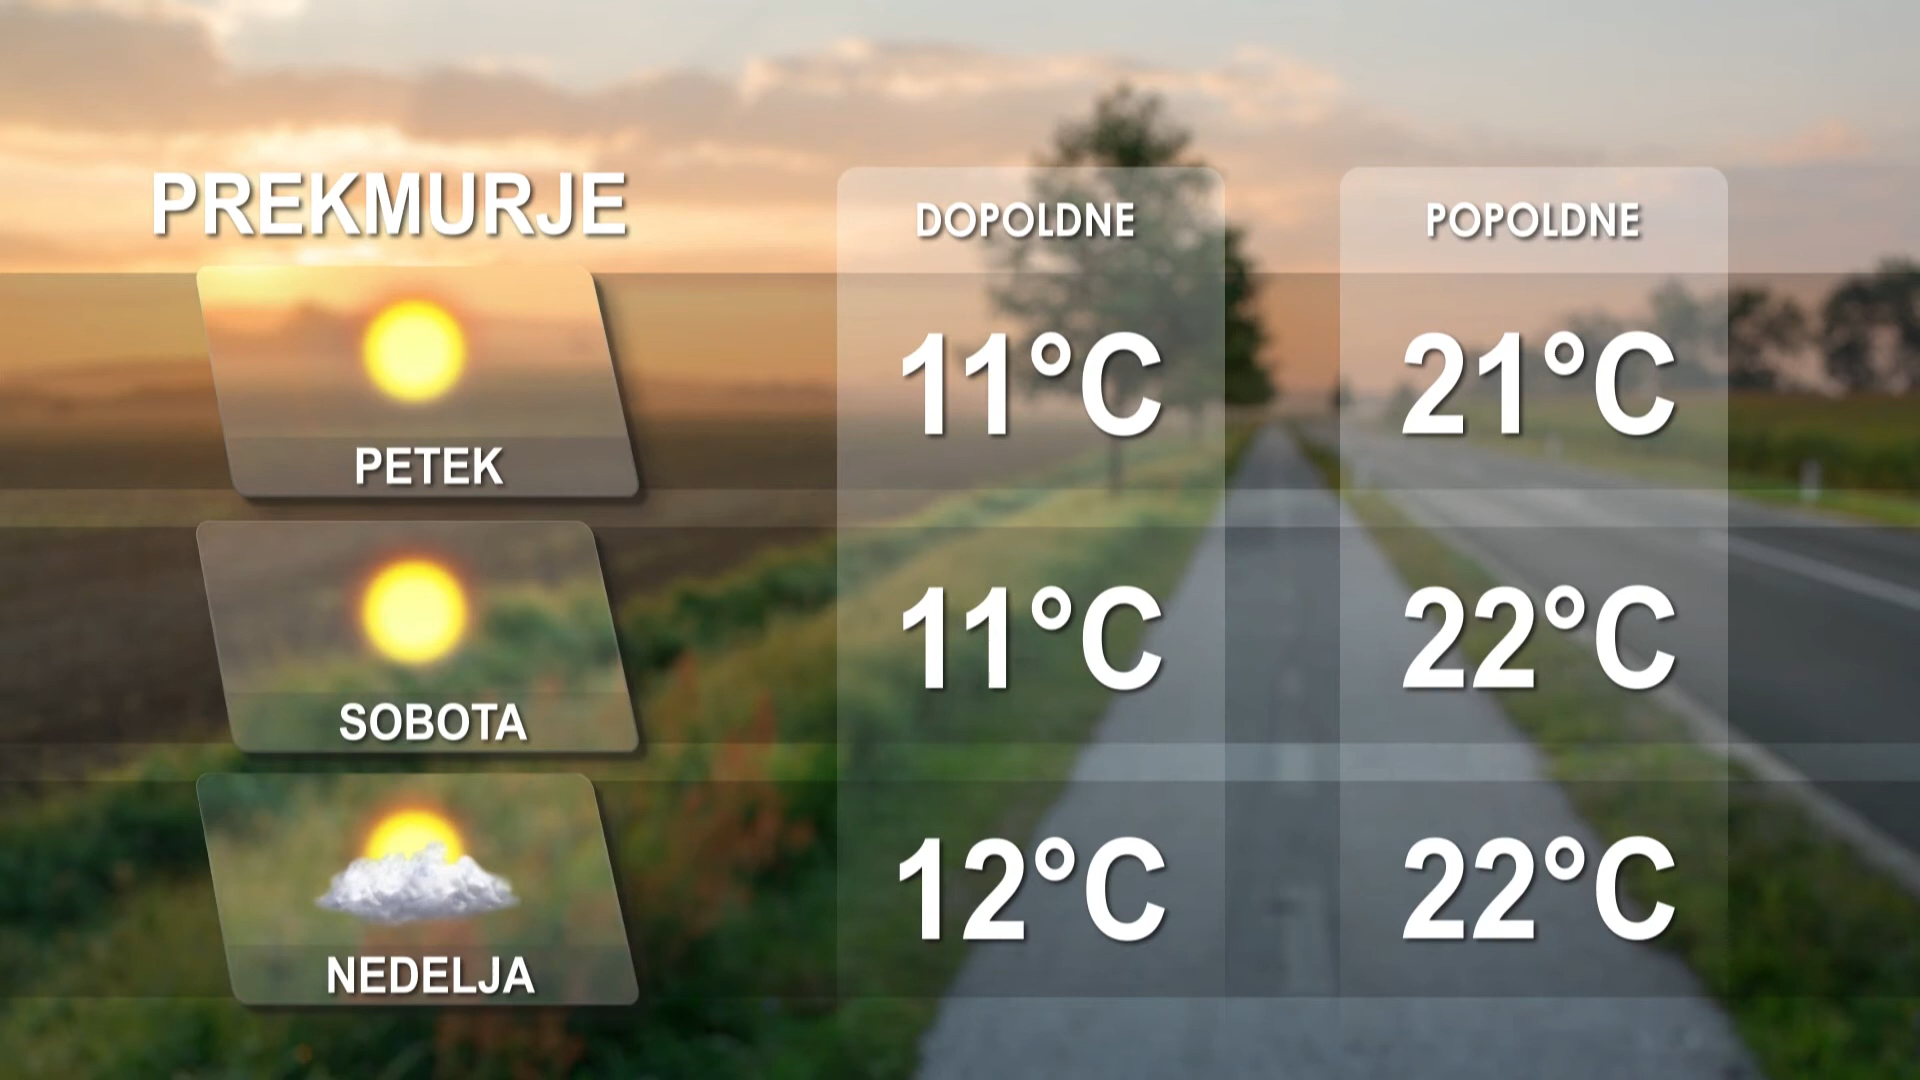 PREKMURJE
DOPOLDNE
POPOLDNE
PETEK
11°C
21°C
SOBOTA
11°C
22°C
NEDELJA
12°C
22°C